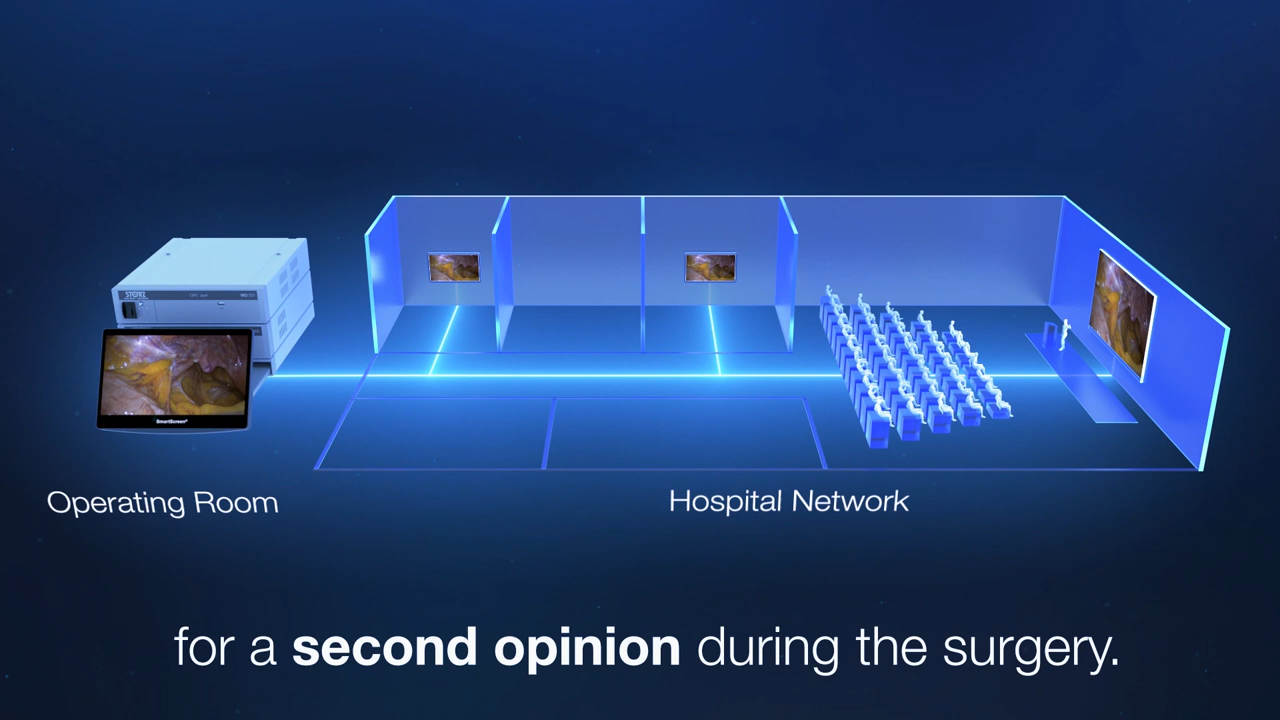 STORZ
SmartScreen®
Operating Room
Hospital Network
for a second opinion during the surgery.